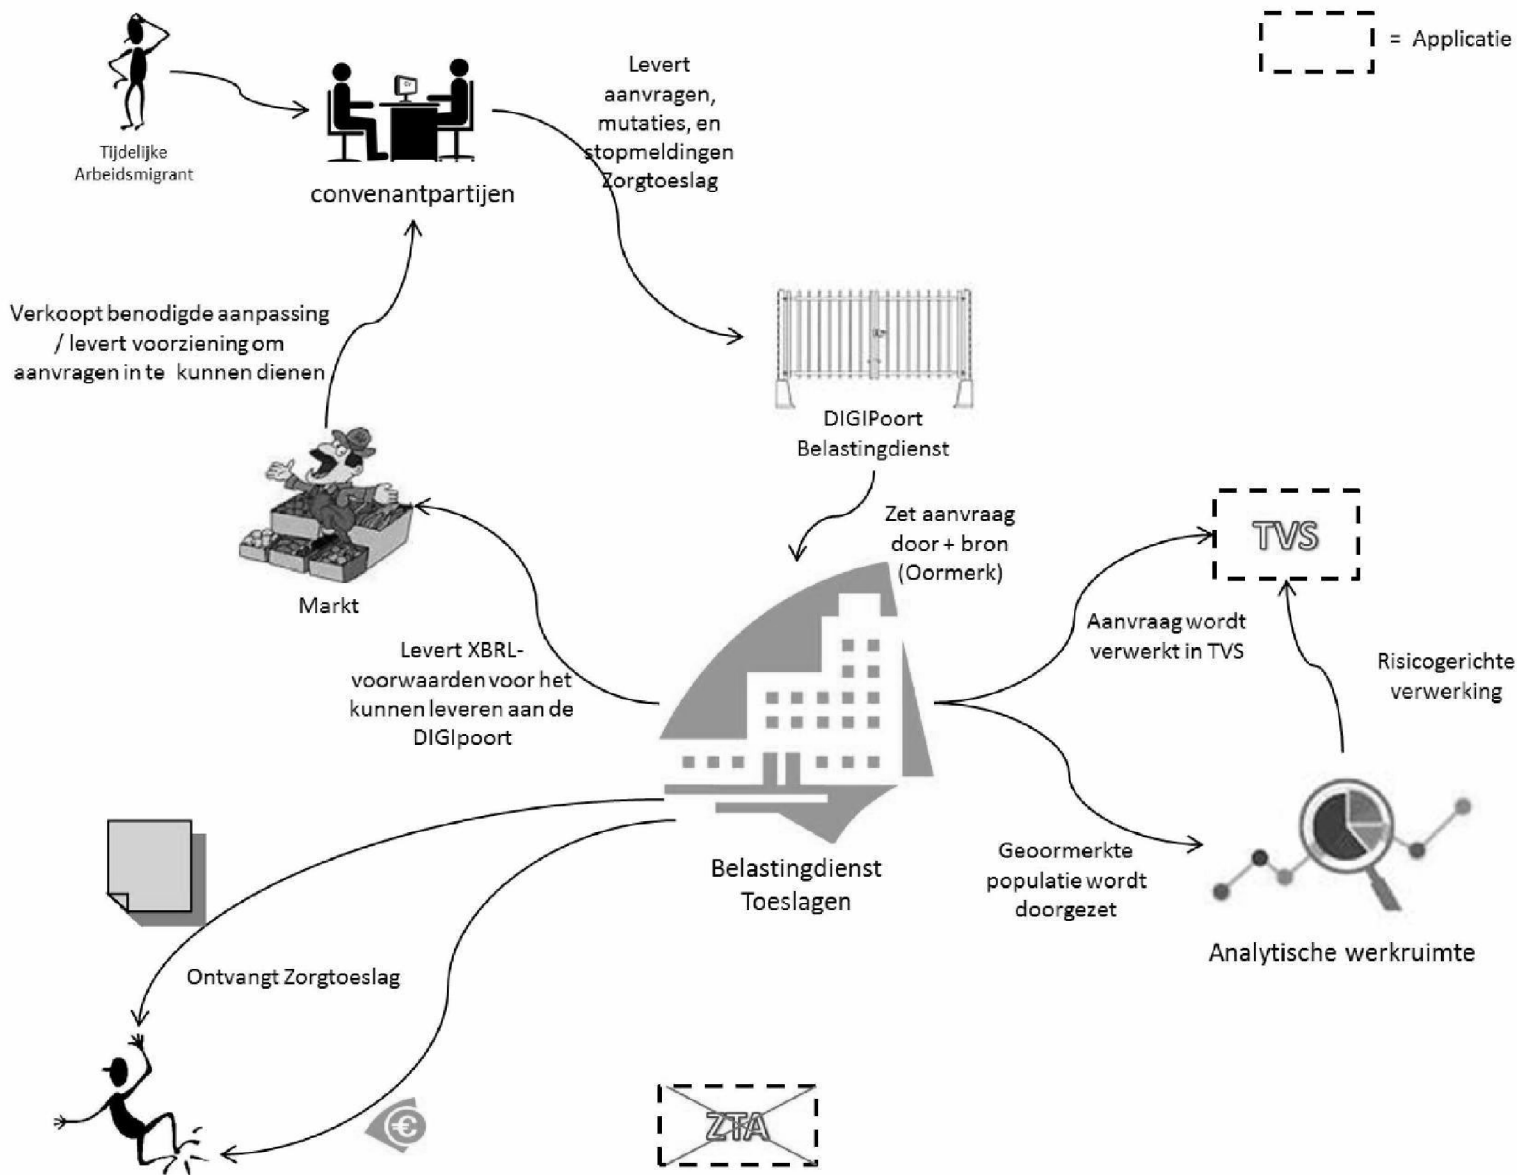 = Applicatie
Tijdelijke
Arbeidsmigrant
convenantpartijen
Levert
aanvragen,
mutaties, en
stopmeldingen
Zorgtoeslag
Verkoopt benodigde aanpassing
/ levert voorziening om
aanvragen in te kunnen dienen
Markt
DIGIPoort
Belastingdienst
Zet aanvraag
door + bron
(Oormerk)
TVS
Aanvraag wordt
verwerkt in TVS
Risicogerichte
verwerking
Levert XBRL-
voorwaarden voor het
kunnen leveren aan de
DIGIpoort
Belastingdienst
Toeslagen
Geoormerkte
populatie wordt
doorgezet
Analytische werkruimte
Ontvangt Zorgtoeslag
€
ZTA